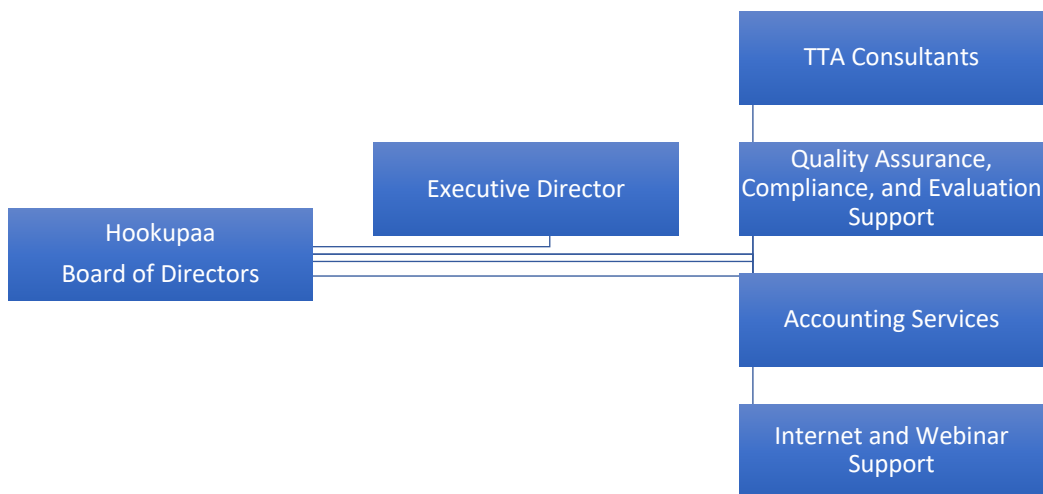 TTA Consultants
Executive Director
Quality Assurance,
Compliance, and Evaluation
Support
Hookupaa
Board of Directors
Accounting Services
Internet and Webinar
Support